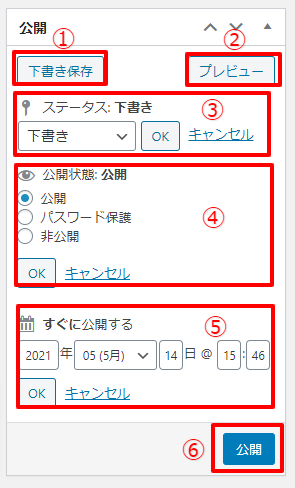 公開
① ②
下書き保存 プレビュー
ステータス: 下書き ③
下書き OK キャンセル
公開状態: 公開
公開
パスワード保護 ④
非公開
OK キャンセル
すぐに公開する ⑤
2021 年 05 (5月) 14 日 @ 15 : 46
OK キャンセル
⑥ 公開